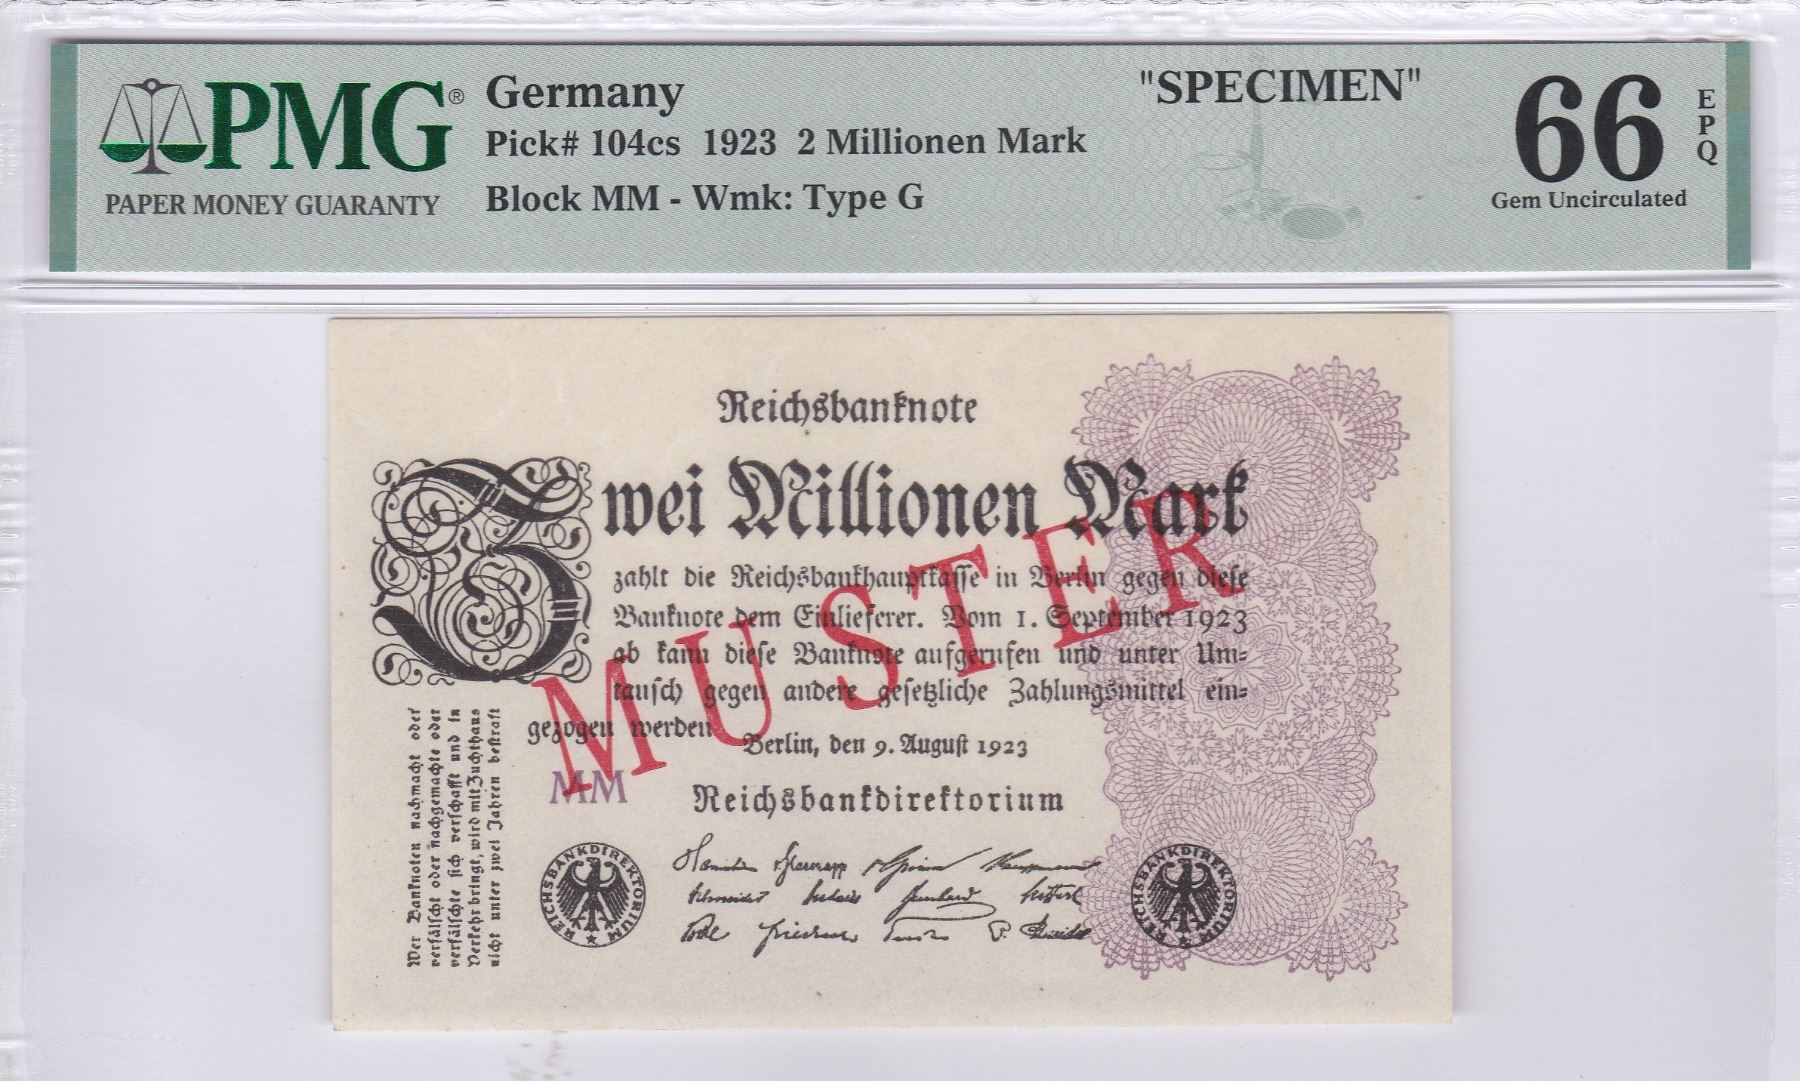 PMG®
PAPER MONEY GUARANTY
Germany
Pick# 104cs 1923 2 Millionen Mark
Block MM - Wmk: Type G
"SPECIMEN"
66
EPQ
Gem Uncirculated
Reichsbanknote
Zwei Millionen Mark
zahlt die Reichsbankhauptkasse in Berlin gegen diese
Banknote dem Einlieferer. Vom 1. September 1923
ab kann diese Banknote aufgerufen und unter Um-
tausch gegen andere gesetzliche Zahlungsmittel ein-
gezogen werden
MUSTER
Berlin, den 9. August 1923
MM
Reichsbankdirektorium
Wer Banknoten nachmacht oder
verfälscht oder nachgemachte oder
verfälschte sich verschafft und in
Verkehr bringt, wird mit Zuchthaus
nicht unter zwei Jahren bestraft
REICHSBANKDIREKTORIUM
REICHSBANKDIREKTORIUM